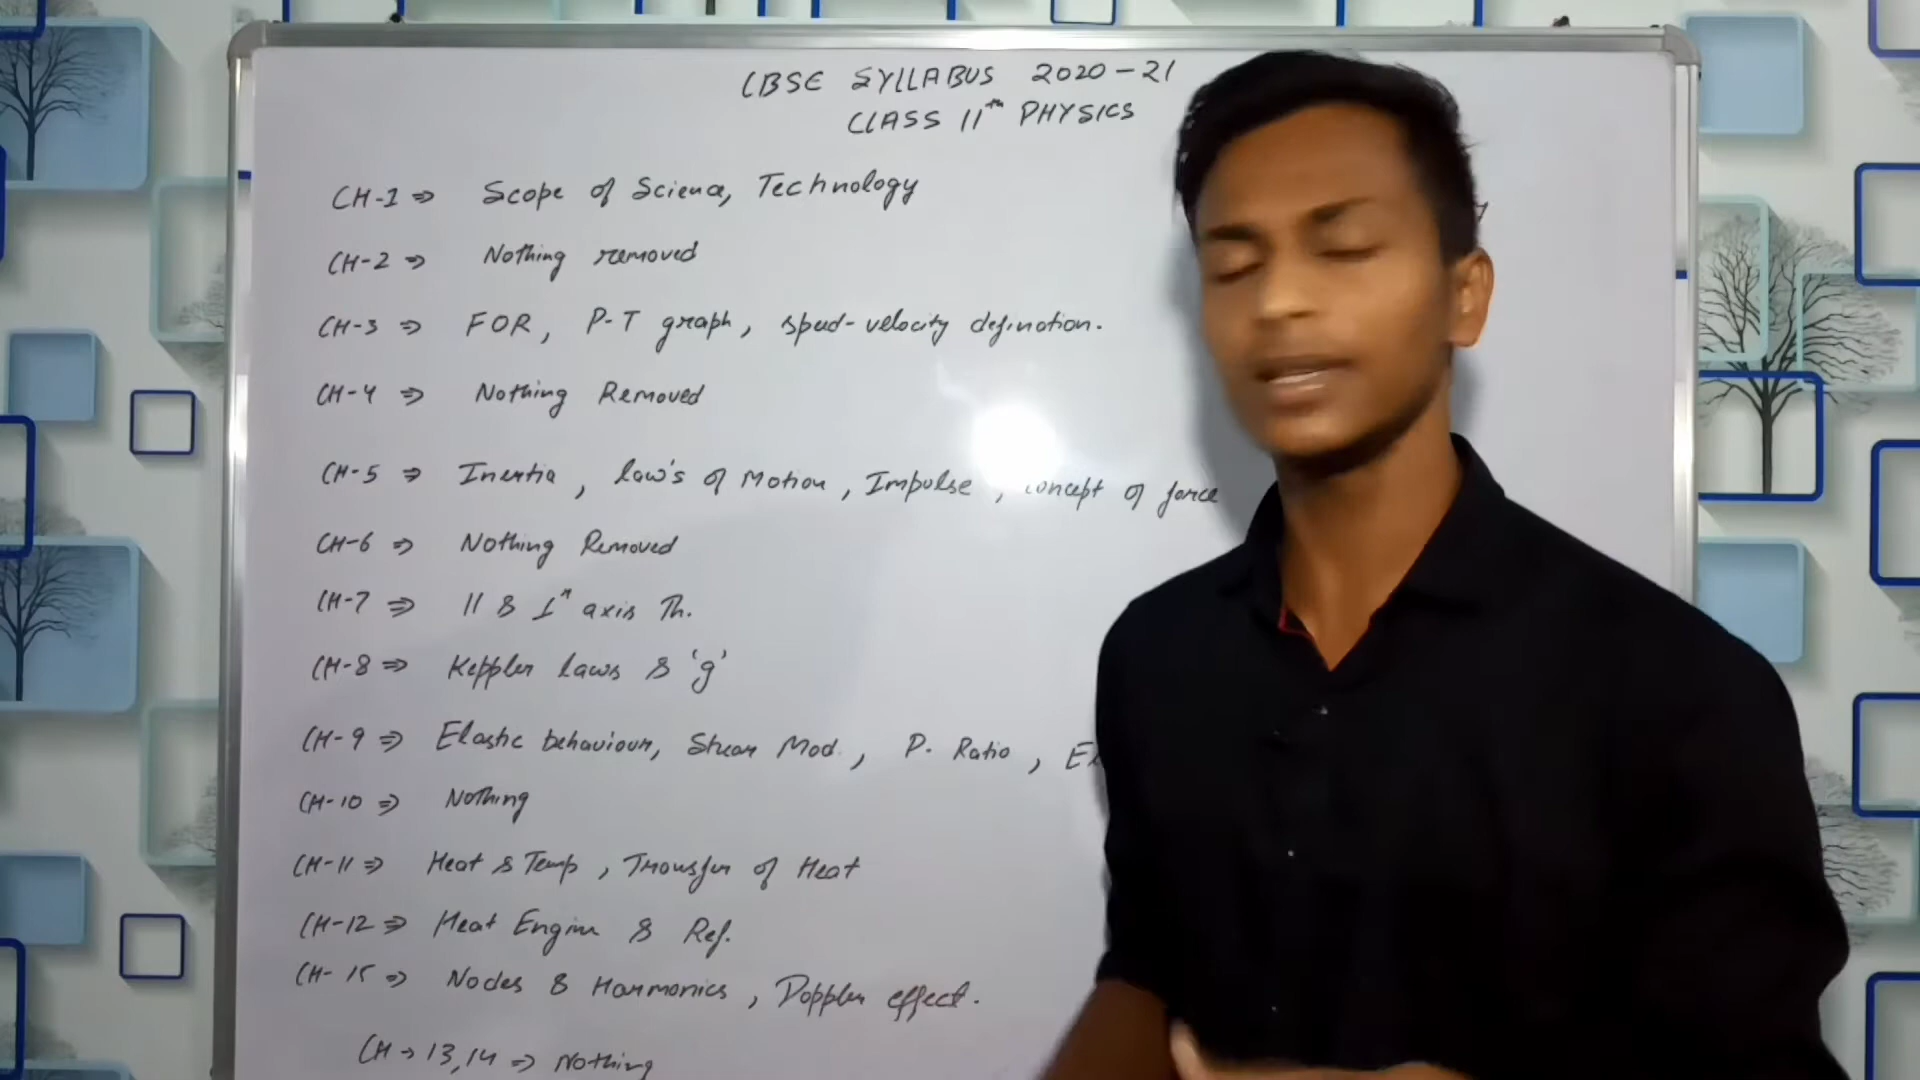 CBSE SYLLABUS 2020-21
CLASS 11th PHYSICS
CH-1 ⇒ Scope of Science, Technology
CH-2 ⇒ Nothing removed
CH-3 ⇒ FOR, P-T graph, speed-velocity defination.
CH-4 ⇒ Nothing Removed
CH-5 ⇒ Inertia, law's of Motion, Impulse, concept of force
CH-6 ⇒ Nothing Removed
CH-7 ⇒ 11 & axis Th.
CH-8 ⇒ Keppler laws & 'g'
CH-9 ⇒ Elastic behaviour, Shear Mod., P. Ratio,
CH-10 ⇒ Nothing
CH-11 ⇒ Heat & Temp, Transfer of Heat
CH-12 ⇒ Heat Engine & Ref.
CH-15 ⇒ Nodes & Harmonics, Doppler effect.
CH → 13,14 ⇒ Nothing